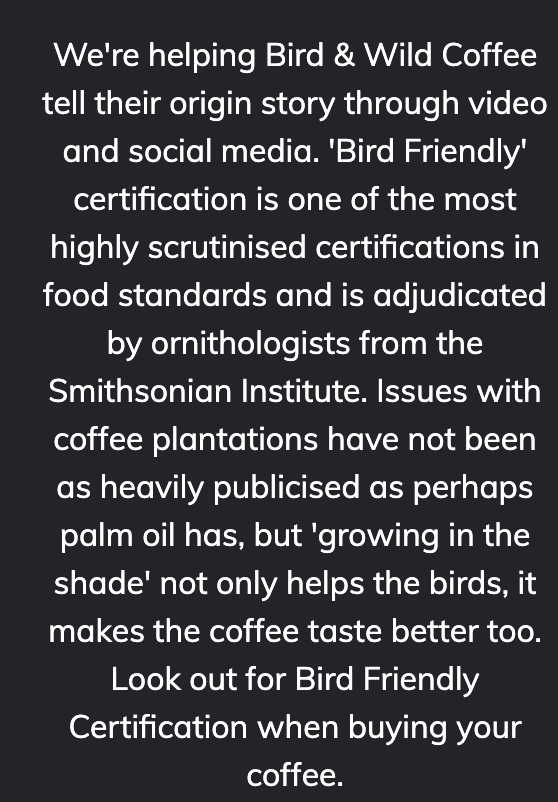 We're helping Bird & Wild Coffee
tell their origin story through video
and social media. 'Bird Friendly'
certification is one of the most
highly scrutinised certifications in
food standards and is adjudicated
by ornithologists from the
Smithsonian Institute. Issues with
coffee plantations have not been
as heavily publicised as perhaps
palm oil has, but 'growing in the
shade' not only helps the birds, it
makes the coffee taste better too.
Look out for Bird Friendly
Certification when buying your
coffee.